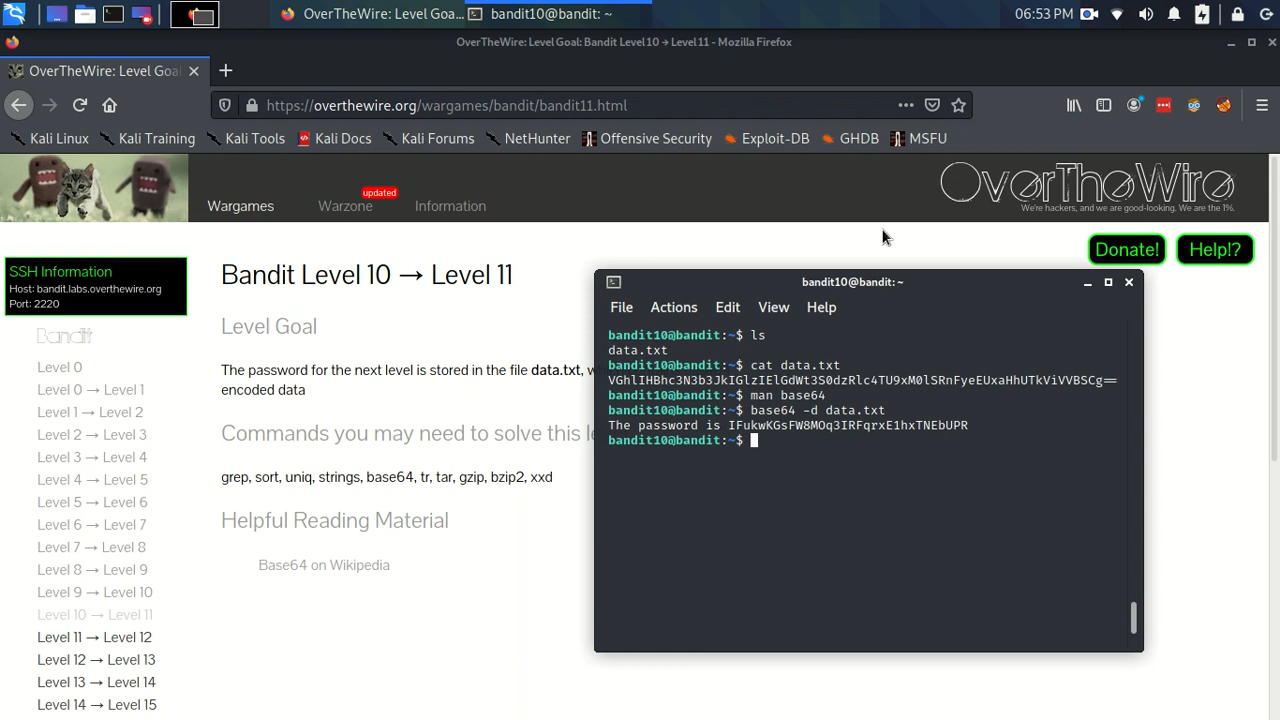 OverTheWire: Level Goa...
bandit10@bandit: ~
06:53 PM
OverTheWire: Level Goal: Bandit Level 10 → Level 11 - Mozilla Firefox
OverTheWire: Level Goal
https://overthewire.org/wargames/bandit/bandit11.html
Kali Linux
Kali Training
Kali Tools
Kali Docs
Kali Forums
NetHunter
Offensive Security
Exploit-DB
GHDB
MSFU
Wargames
Warzone
updated
Information
OverTheWire
We're hackers, and we are good-looking. We are the 1%.
Donate!
Help!?
SSH Information
Host: bandit.labs.overthewire.org
Port: 2220
Bandit
Level 0
Level 0 → Level 1
Level 1 → Level 2
Level 2 → Level 3
Level 3 → Level 4
Level 4 → Level 5
Level 5 → Level 6
Level 6 → Level 7
Level 7 → Level 8
Level 8 → Level 9
Level 9 → Level 10
Level 10 → Level 11
Level 11 → Level 12
Level 12 → Level 13
Level 13 → Level 14
Level 14 → Level 15
Bandit Level 10 → Level 11
Level Goal
The password for the next level is stored in the file data.txt, w
encoded data
Commands you may need to solve this le
grep, sort, uniq, strings, base64, tr, tar, gzip, bzip2, xxd
Helpful Reading Material
Base64 on Wikipedia
bandit10@bandit: ~
File Actions Edit View Help
bandit10@bandit:~$ ls
data.txt
bandit10@bandit:~$ cat data.txt
VGhlIHBhc3N3b3JkIGlzIElGdWt3S0dzRlc4TU9xM0lSRnFyeEUxaHhUTkViVVBSCg==
bandit10@bandit:~$ man base64
bandit10@bandit:~$ base64 -d data.txt
The password is IFukwKGsFW8MOq3IRFqrxE1hxTNEbUPR
bandit10@bandit:~$